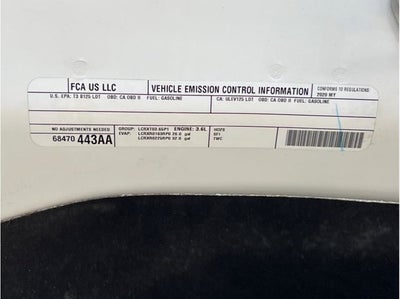 FCA US LLC
VEHICLE EMISSION CONTROL INFORMATION
CONFORMS TO REGULATIONS:
2020 MY
U.S. EPA: T3 B125 LDT OBD: CA OBD II FUEL: GASOLINE
CA: ULEV125 LDT OBD: CA OBD II FUEL: GASOLINE
NO ADJUSTMENTS NEEDED
68470 443AA
GROUP: ENGINE: 3.6L
EVAP:
SFI
TWC